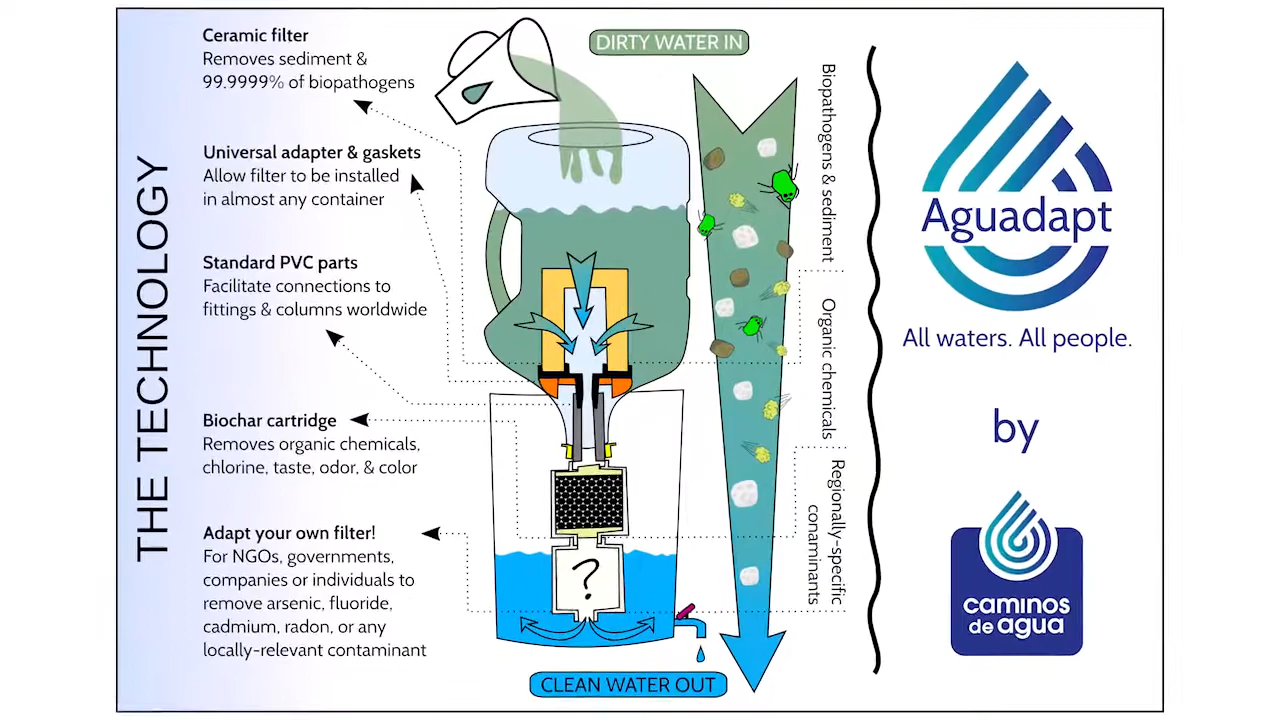 THE TECHNOLOGY
Ceramic filter
Removes sediment &
99.9999% of biopathogens
Universal adapter & gaskets
Allow filter to be installed
in almost any container
Standard PVC parts
Facilitate connections to
fittings & columns worldwide
Biochar cartridge
Removes organic chemicals,
chlorine, taste, odor, & color
Adapt your own filter!
For NGOs, governments,
companies or individuals to
remove arsenic, fluoride,
cadmium, radon, or any
locally-relevant contaminant
DIRTY WATER IN
?
CLEAN WATER OUT
Biopathogens & sediment
Organic chemicals
Regionally-specific
conaminants
Aguadapt
All waters. All people.
by
caminos
de agua